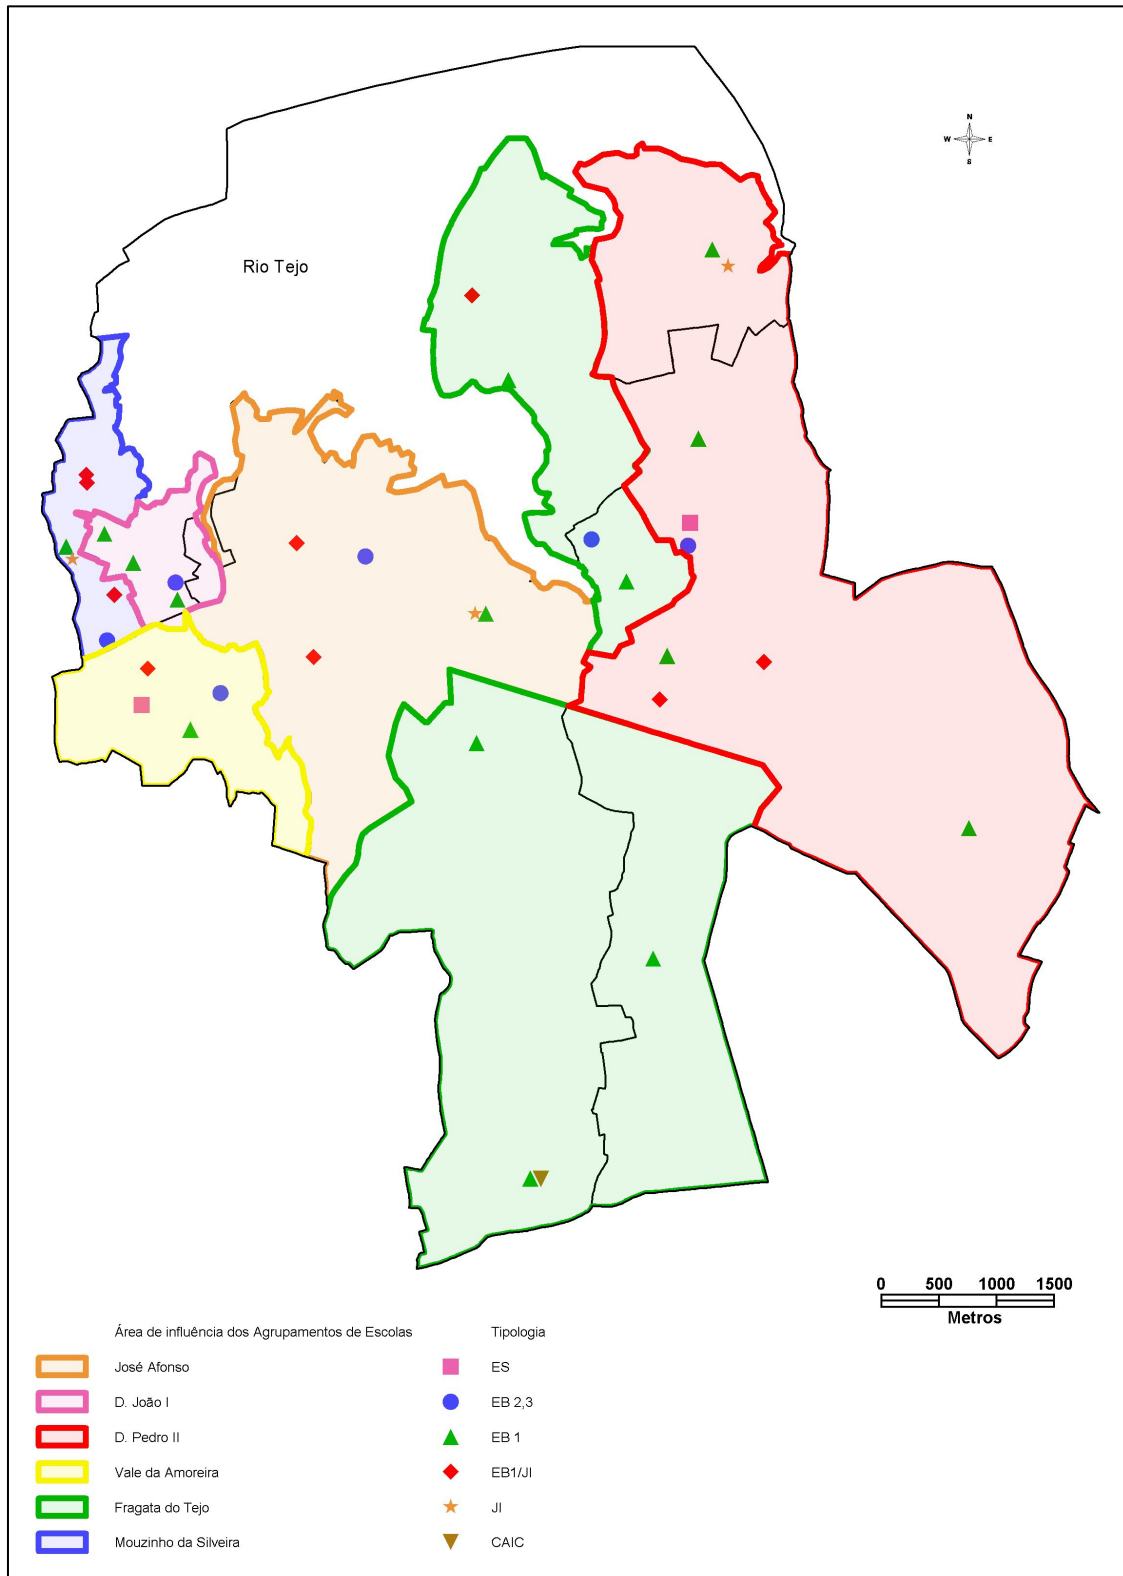 N
W E
S
Rio Tejo
0 500 1000 1500
Metros
Área de influência dos Agrupamentos de Escolas
José Afonso
D. João I
D. Pedro II
Vale da Amoreira
Fragata do Tejo
Mouzinho da Silveira
Tipologia
ES
EB 2,3
EB 1
EB1/JI
JI
CAIC